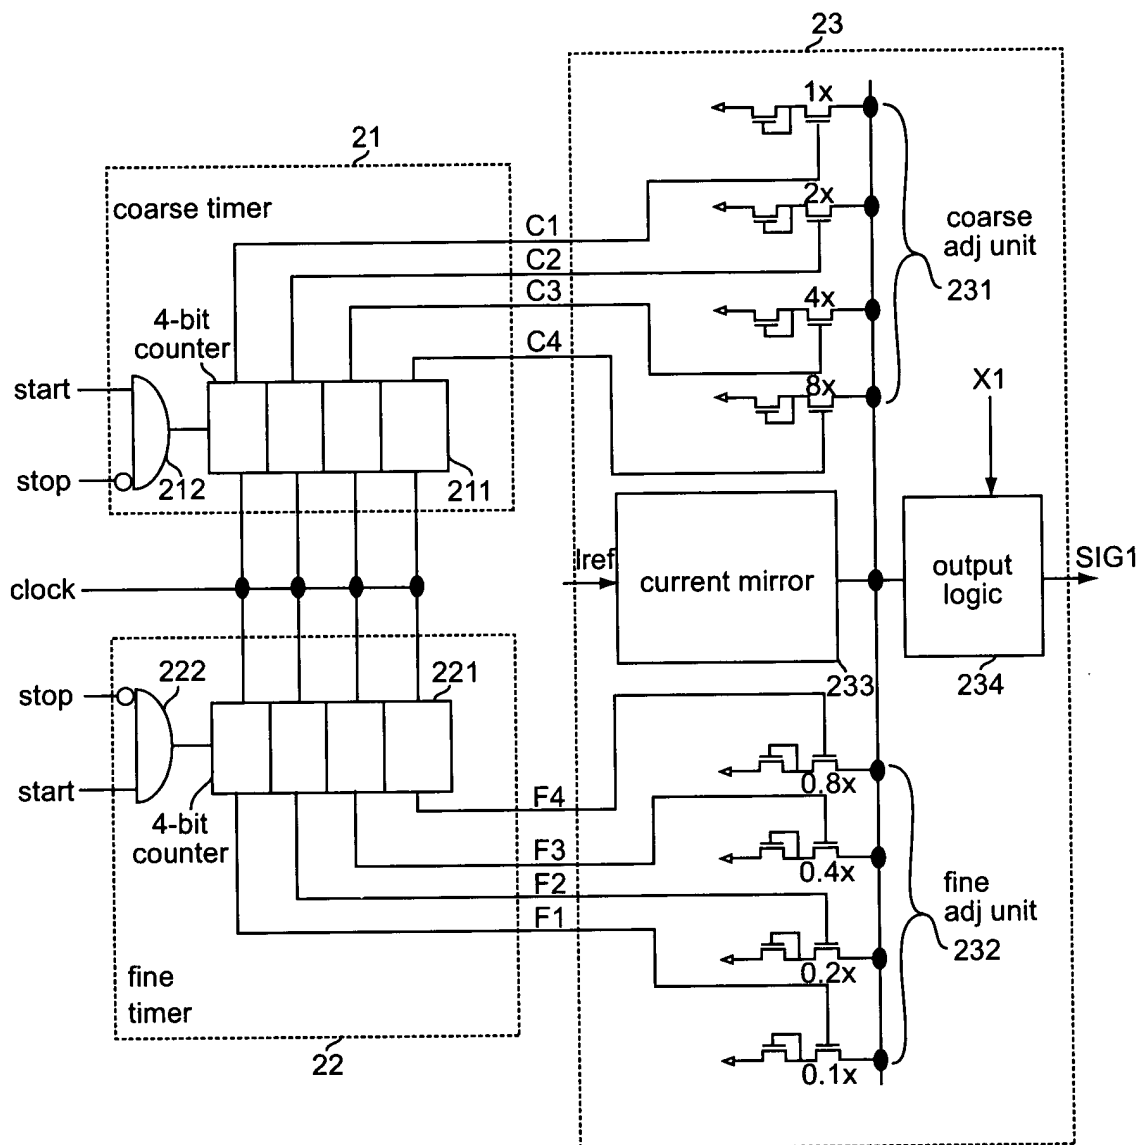 23
1x
21
coarse timer
2x
C1
coarse
adj unit
C2
231
C3
4x
4-bit
counter
C4
start
8x
X1
stop
212
211
Iref
SIG1
clock
current mirror
output
logic
222
221
233
234
stop
start
F4
0.8x
4-bit
counter
F3
0.4x
F2
fine
adj unit
F1
232
0.2x
fine
timer
22
0.1x